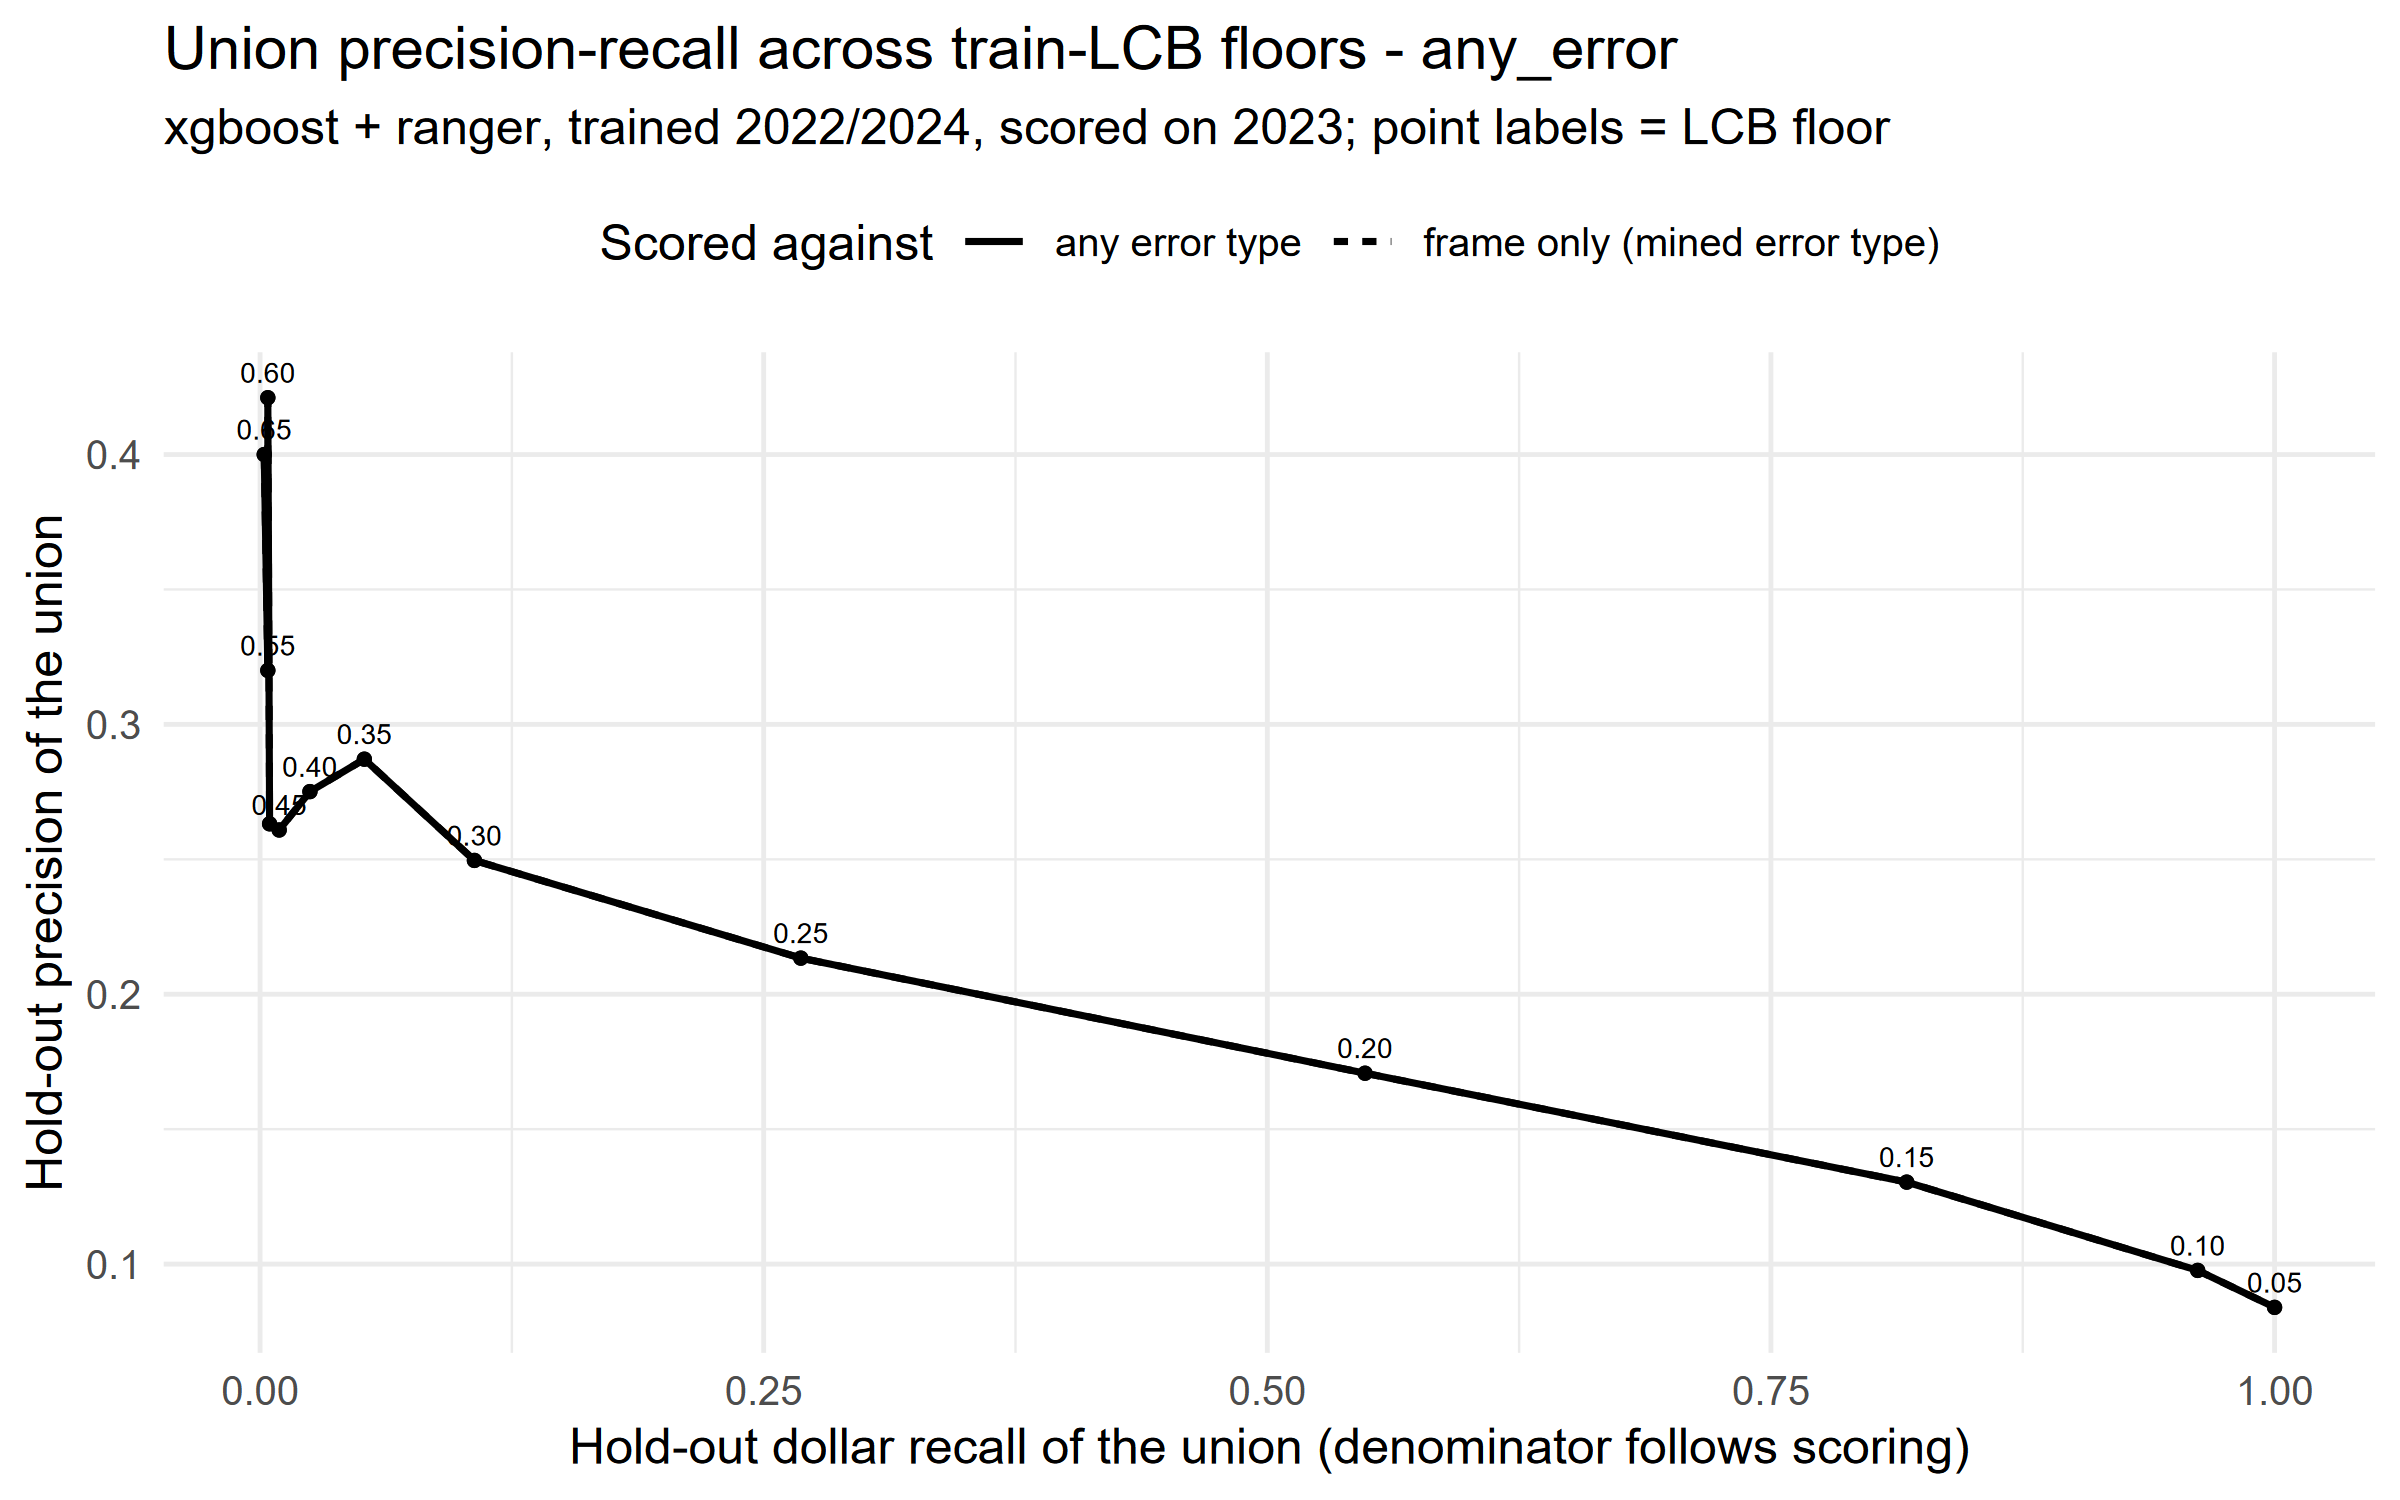 Union precision-recall across train-LCB floors - any_error
xgboost + ranger, trained 2022/2024, scored on 2023; point labels = LCB floor
Scored against any error type frame only (mined error type)
0.60
0.65
0.4
0.55
0.3
0.35
0.40
0.45
0.30
0.25
0.2
0.20
0.15
0.10
0.1
0.05
0.00 0.25 0.50 0.75 1.00
Hold-out dollar recall of the union (denominator follows scoring)
Hold-out precision of the union